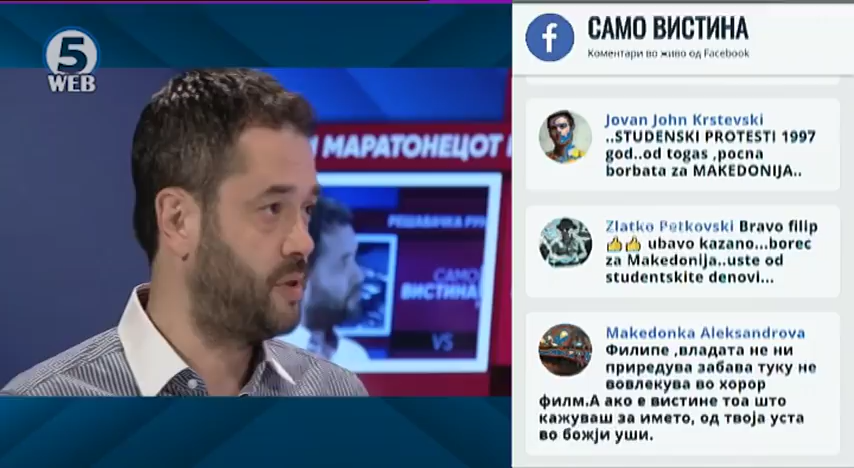 5
WEB
И МАРАТОНЕЦОТ
РЕШАВАЧКА РУН
САМО
ВИСТИНА
VS
f
САМО ВИСТИНА
Коментари во живо од Facebook
Jovan John Krstevski
..STUDENSKI PROTESTI 1997
god..od togas ,pocna
borbata za MAKEDONIJA..
Zlatko Petkovski Bravo filip
👍👍 ubavo kazano...borec
za Makedonija..uste od
studentskite denovi...
Makedonka Aleksandrova
Филипе ,владата не ни
приредува забава туку не
вовлекува во хорор
филм.А ако е вистине тоа што
кажуваш за името, од твоја уста
во божји уши.